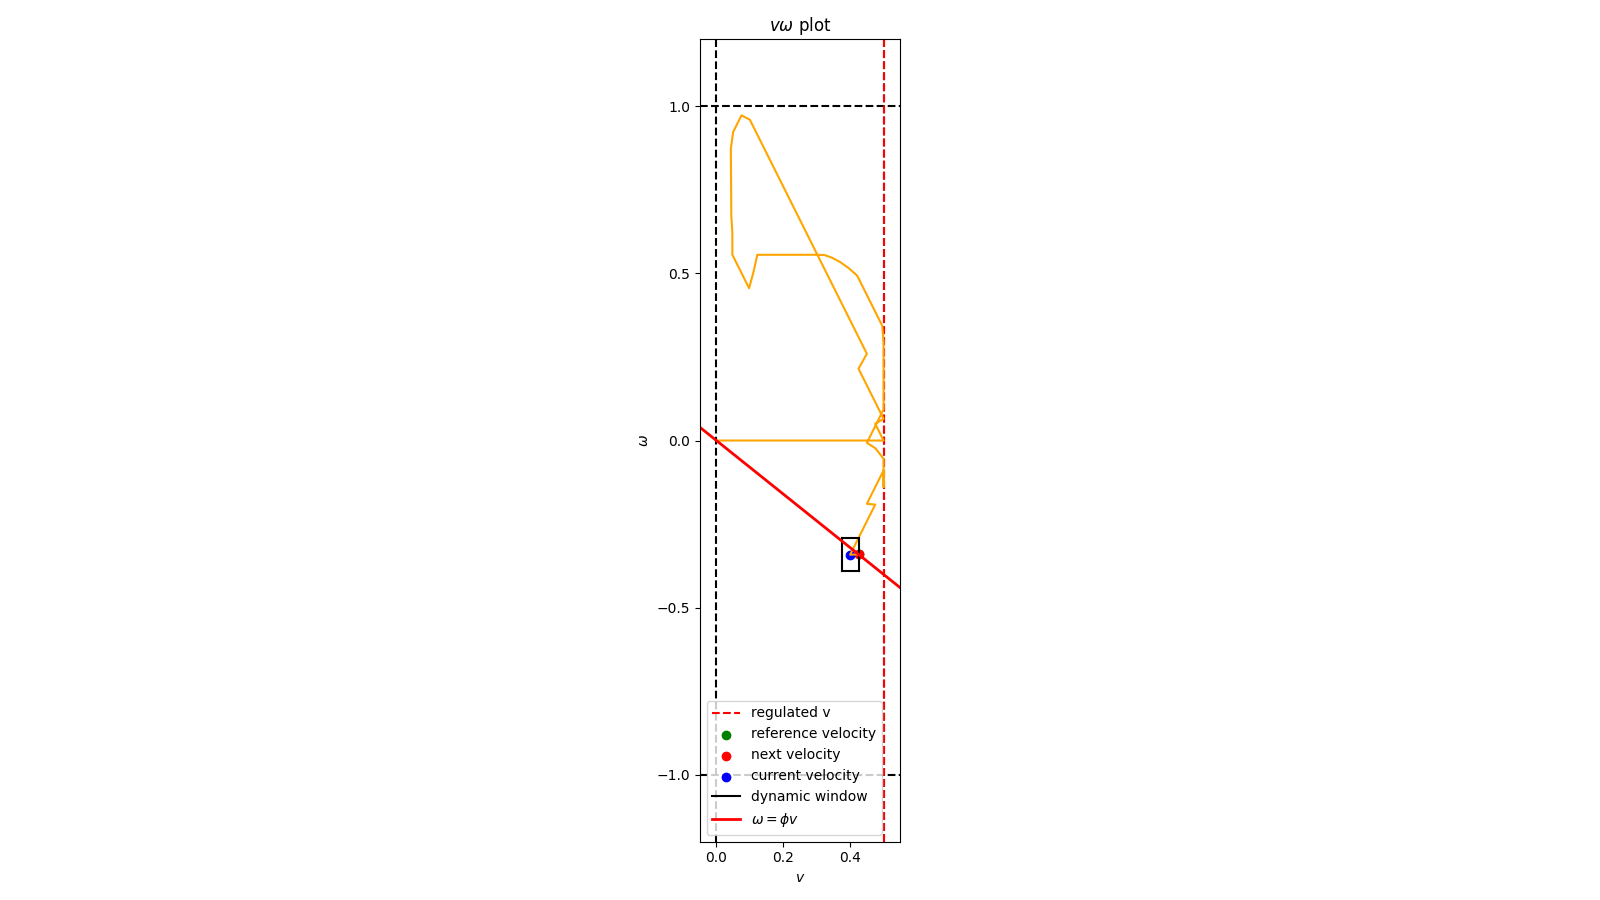 vω plot
1.0
0.5
0.0
−0.5
−1.0
ω
regulated v
reference velocity
next velocity
current velocity
dynamic window
ω = ϕv
0.0 0.2 0.4
v